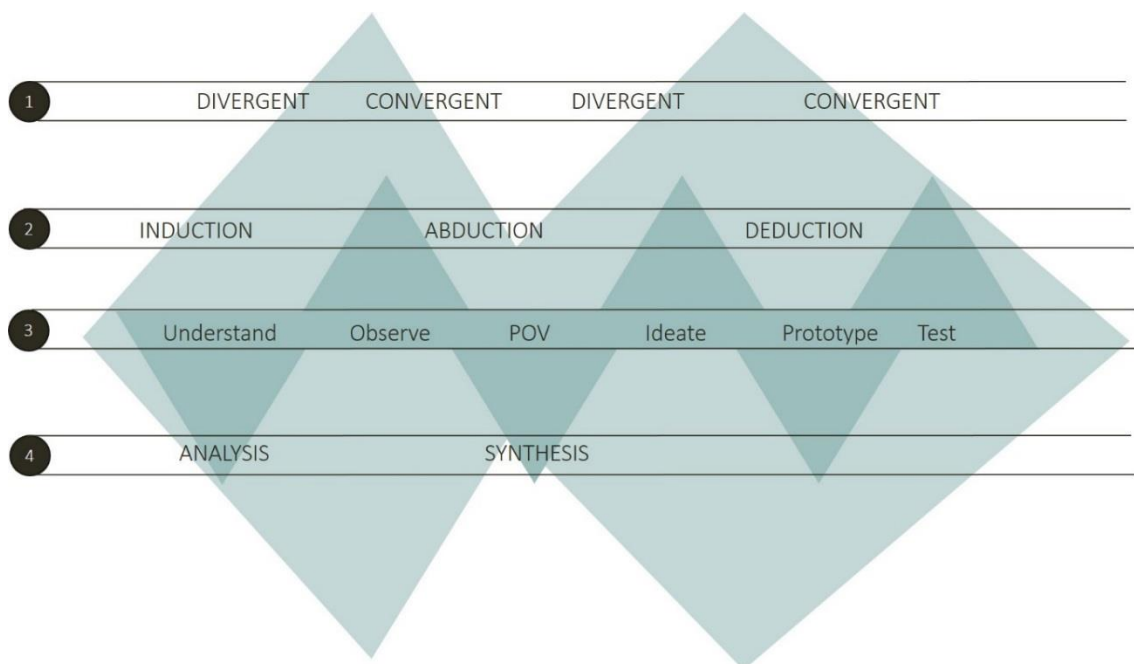 1 DIVERGENT CONVERGENT DIVERGENT CONVERGENT
2 INDUCTION ABDUCTION DEDUCTION
3 Understand Observe POV Ideate Prototype Test
4 ANALYSIS SYNTHESIS